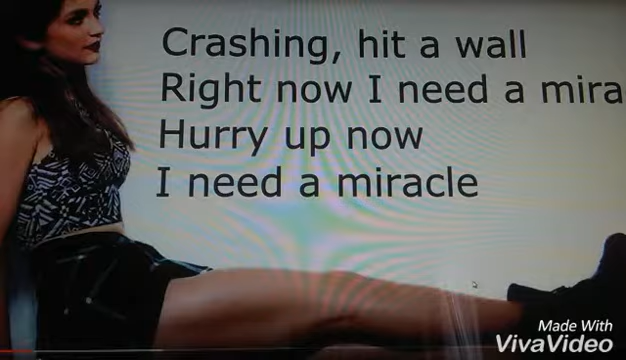 Crashing, hit a wall
Right now I need a mira
Hurry up now
I need a miracle
Made With
VivaVideo